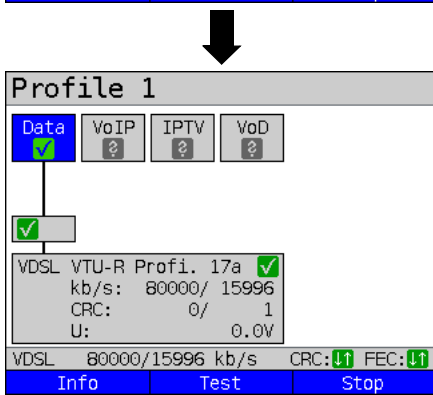 Profile 1
Data VoIP IPTV VoD
? ? ?
VDSL VTU-R Profi. 17a
kb/s: 80000/ 15996
CRC: 0/ 1
U: 0.0V
VDSL 80000/15996 kb/s CRC:↓↑ FEC:↓↑
Info Test Stop